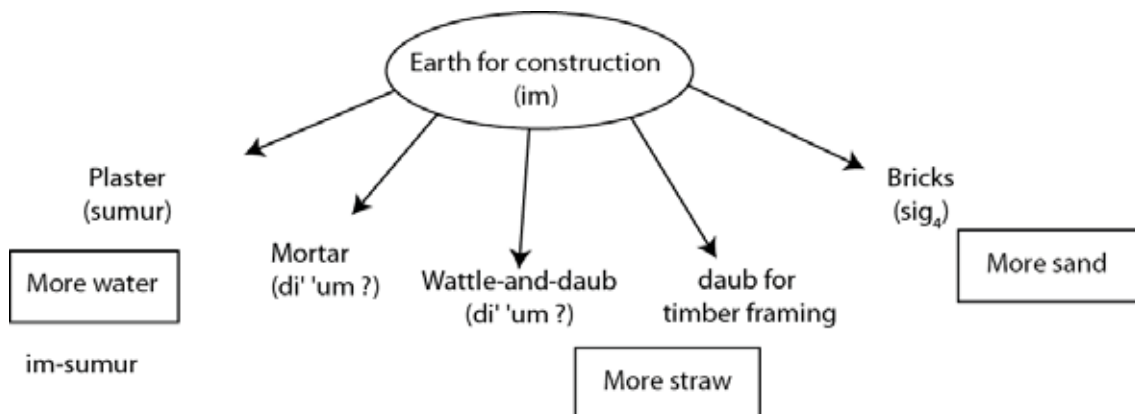 Earth for construction
(im)
Plaster
(sumur)
More water
im-sumur
Mortar
(di' 'um ?)
Wattle-and-daub
(di' 'um ?)
daub for
timber framing
More straw
Bricks
(sig₄)
More sand